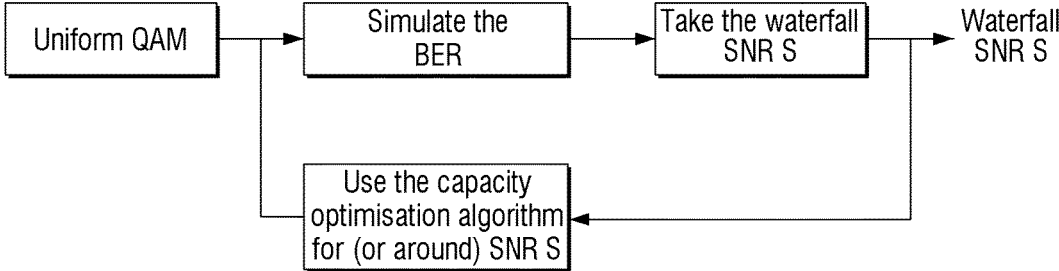 Uniform QAM
Simulate the
BER
Take the waterfall
SNR S
Waterfall
SNR S
Use the capacity
optimisation algorithm
for (or around) SNR S